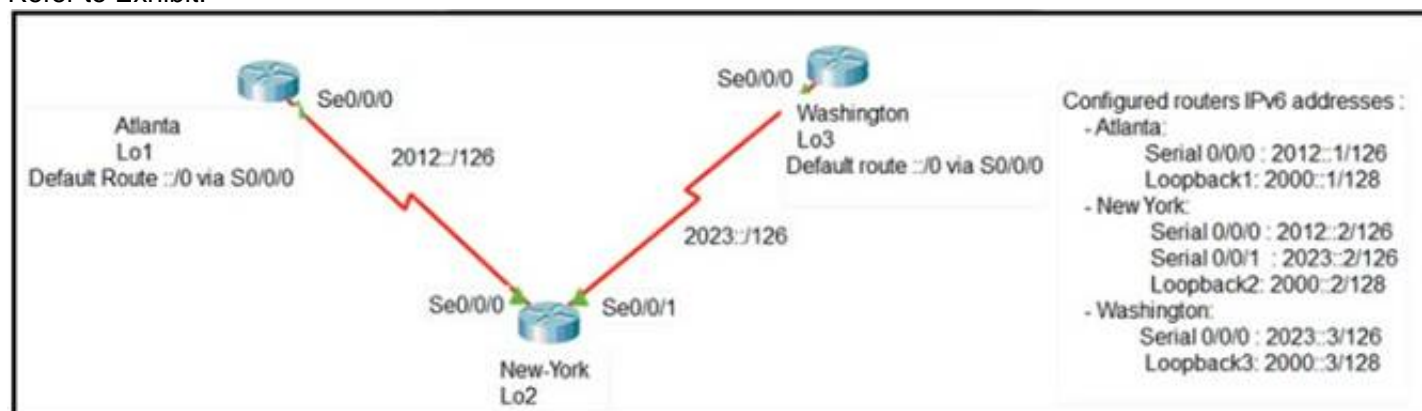 Refer to Exhibit.
Se0/0/0
Atlanta
Lo1
Default Route ::/0 via S0/0/0
2012::/126
Se0/0/0
Washington
Lo3
Default route ::/0 via S0/0/0
2023::/126
Se0/0/0
Se0/0/1
New-York
Lo2
Configured routers IPv6 addresses :
- Atlanta:
Serial 0/0/0 : 2012::1/126
Loopback1: 2000::1/128
- New York:
Serial 0/0/0 : 2012::2/126
Serial 0/0/1 : 2023::2/126
Loopback2: 2000::2/128
- Washington:
Serial 0/0/0 : 2023::3/126
Loopback3: 2000::3/128